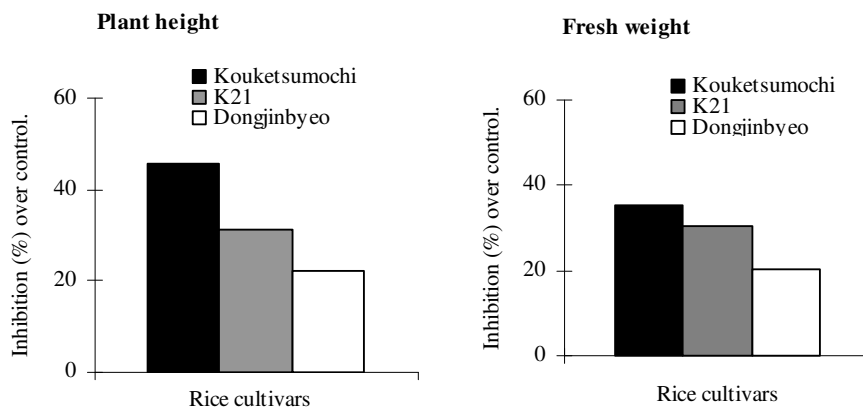 Plant height
Kouketsumochi
K21
Dongjinbyeo
60
40
20
0
Inhibition (%) over control.
Rice cultivars
Fresh weight
Kouketsumochi
K21
Dongjinbyeo
60
40
20
0
Inhibition (%) over control.
Rice cultivars